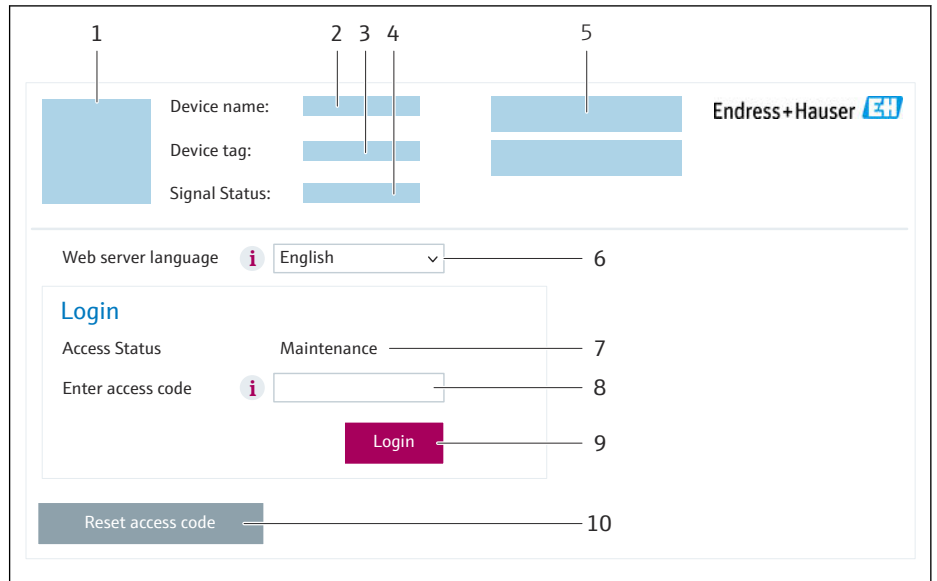 1 2 3 4 5
Device name:
Endress+Hauser EH
Device tag:
Signal Status:
Web server language i English 6
Login
Access Status Maintenance 7
Enter access code i 8
Login 9
Reset access code 10